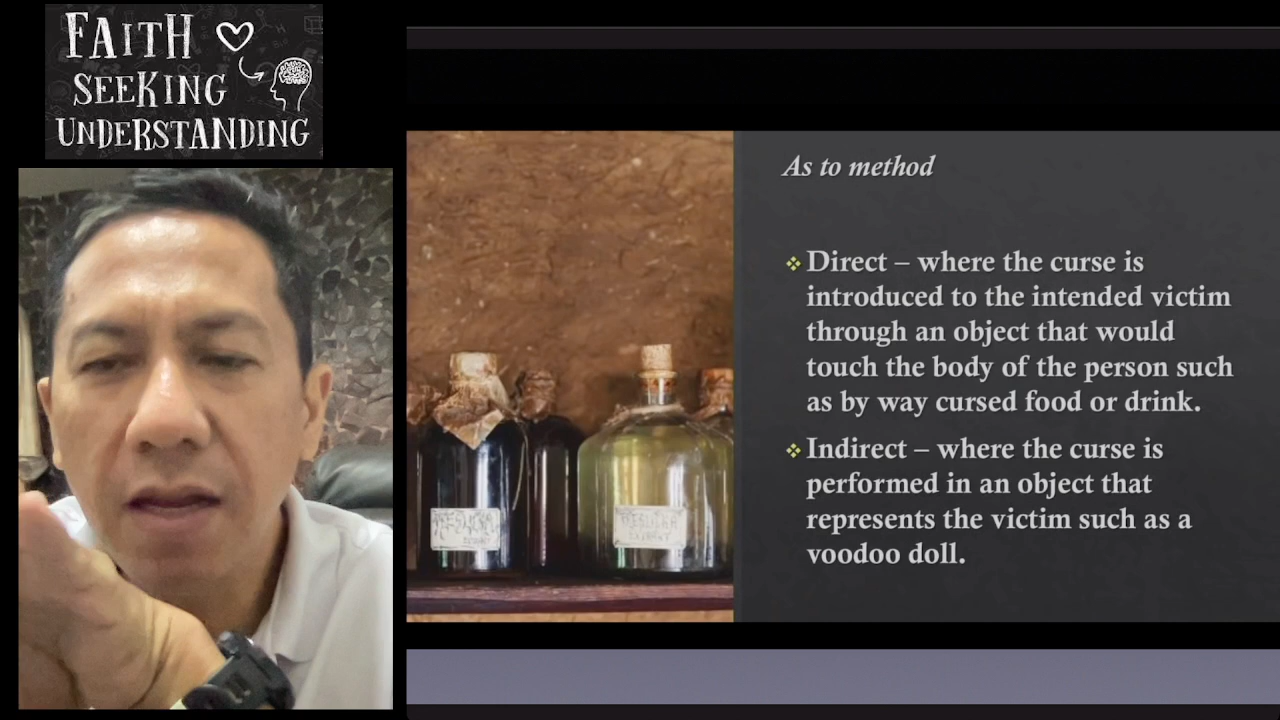 FAITH
SEEKING
UNDERSTANDING
As to method
❖ Direct – where the curse is
introduced to the intended victim
through an object that would
touch the body of the person such
as by way cursed food or drink.
❖ Indirect – where the curse is
performed in an object that
represents the victim such as a
voodoo doll.